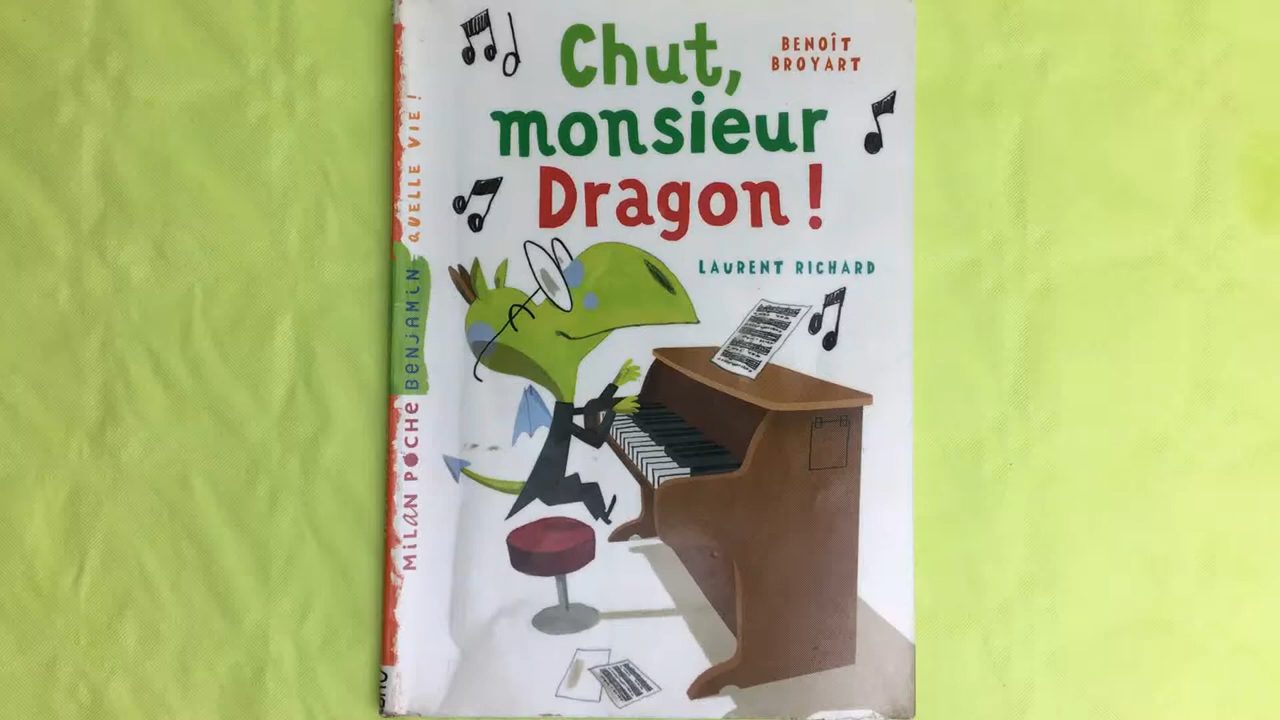 Chut,
monsieur
Dragon !
BENOÎT
BROYART
LAURENT RICHARD
MILAN POCHE BENJAMIN QUELLE VIE !